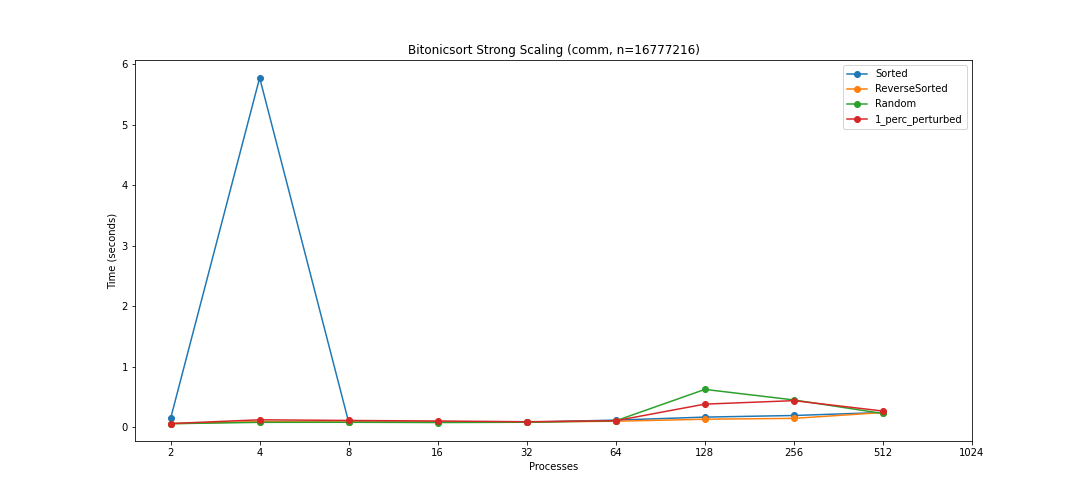 Bitonicsort Strong Scaling (comm, n=16777216)
Sorted
ReverseSorted
Random
1_perc_perturbed
Time (seconds)
6
5
4
3
2
1
0
2 4 8 16 32 64 128 256 512 1024
Processes